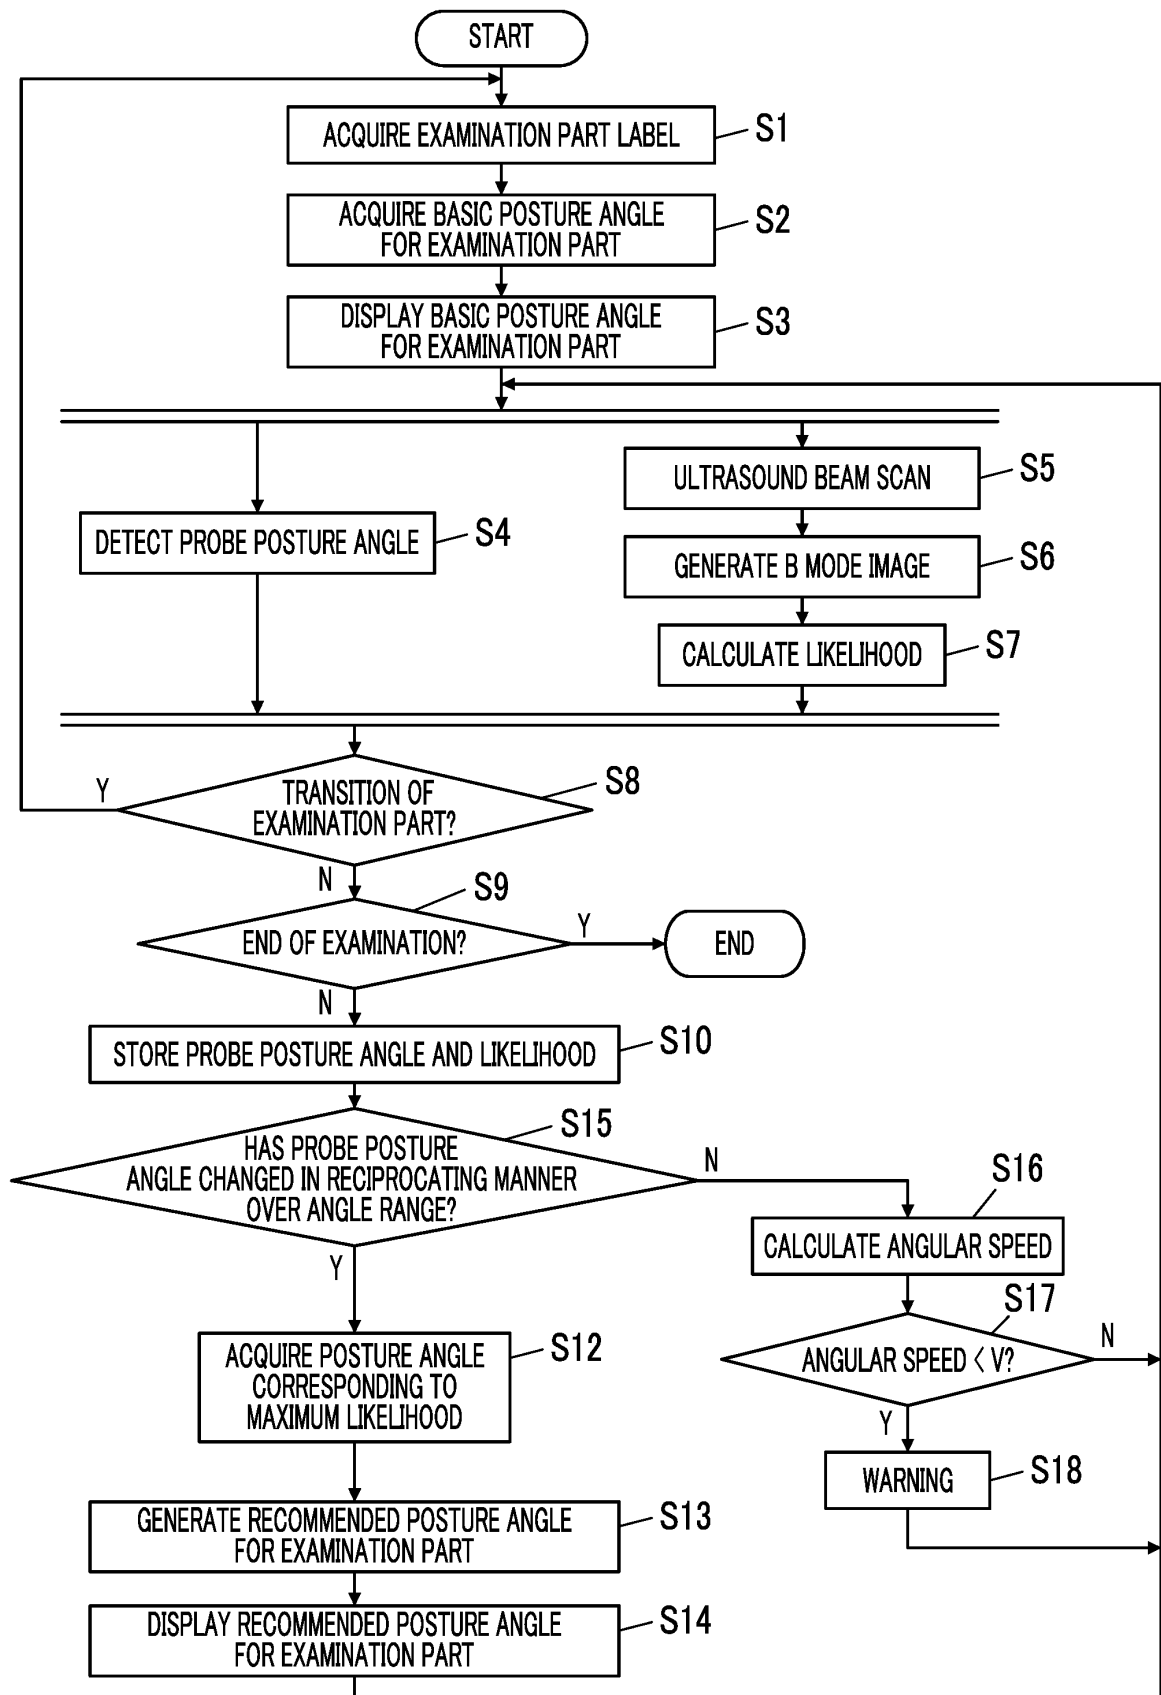 START
ACQUIRE EXAMINATION PART LABEL
S1
ACQUIRE BASIC POSTURE ANGLE
FOR EXAMINATION PART
S2
DISPLAY BASIC POSTURE ANGLE
FOR EXAMINATION PART
S3
DETECT PROBE POSTURE ANGLE
S4
ULTRASOUND BEAM SCAN
S5
GENERATE B MODE IMAGE
S6
CALCULATE LIKELIHOOD
S7
Y
TRANSITION OF
EXAMINATION PART?
S8
N
END OF EXAMINATION?
S9
Y
END
N
STORE PROBE POSTURE ANGLE AND LIKELIHOOD
S10
HAS PROBE POSTURE
ANGLE CHANGED IN RECIPROCATING MANNER
OVER ANGLE RANGE?
S15
N
Y
CALCULATE ANGULAR SPEED
S16
ANGULAR SPEED < V?
S17
N
Y
WARNING
S18
ACQUIRE POSTURE ANGLE
CORRESPONDING TO
MAXIMUM LIKELIHOOD
S12
GENERATE RECOMMENDED POSTURE ANGLE
FOR EXAMINATION PART
S13
DISPLAY RECOMMENDED POSTURE ANGLE
FOR EXAMINATION PART
S14